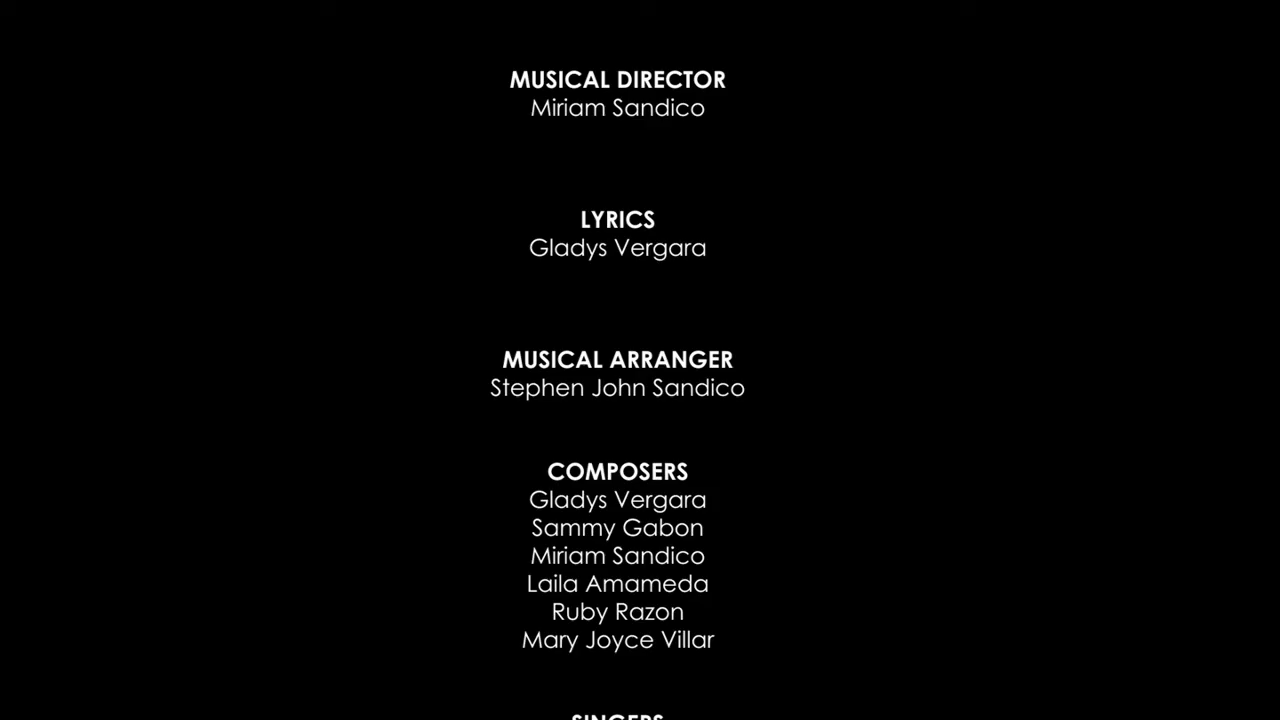 MUSICAL DIRECTOR
Miriam Sandico
LYRICS
Gladys Vergara
MUSICAL ARRANGER
Stephen John Sandico
COMPOSERS
Gladys Vergara
Sammy Gabon
Miriam Sandico
Laila Amameda
Ruby Razon
Mary Joyce Villar
SINGERS